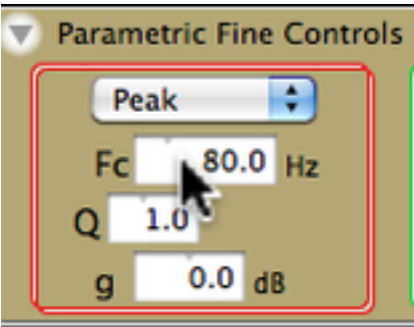 Parametric Fine Controls
Peak
Fc 80.0 Hz
Q 1.0
g 0.0 dB